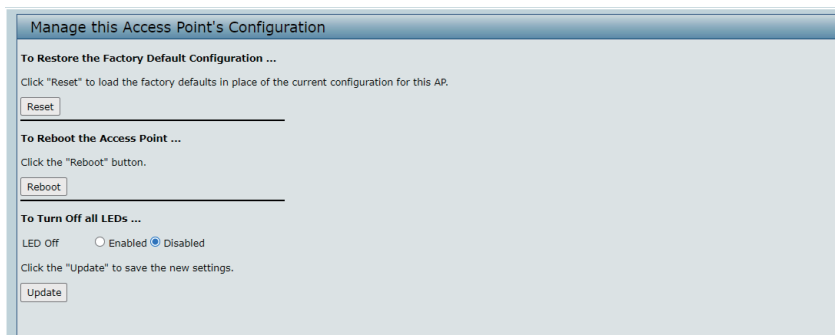 Manage this Access Point's Configuration
To Restore the Factory Default Configuration ...
Click "Reset" to load the factory defaults in place of the current configuration for this AP.
Reset
To Reboot the Access Point ...
Click the "Reboot" button.
Reboot
To Turn Off all LEDs ...
LED Off Enabled Disabled
Click the "Update" to save the new settings.
Update